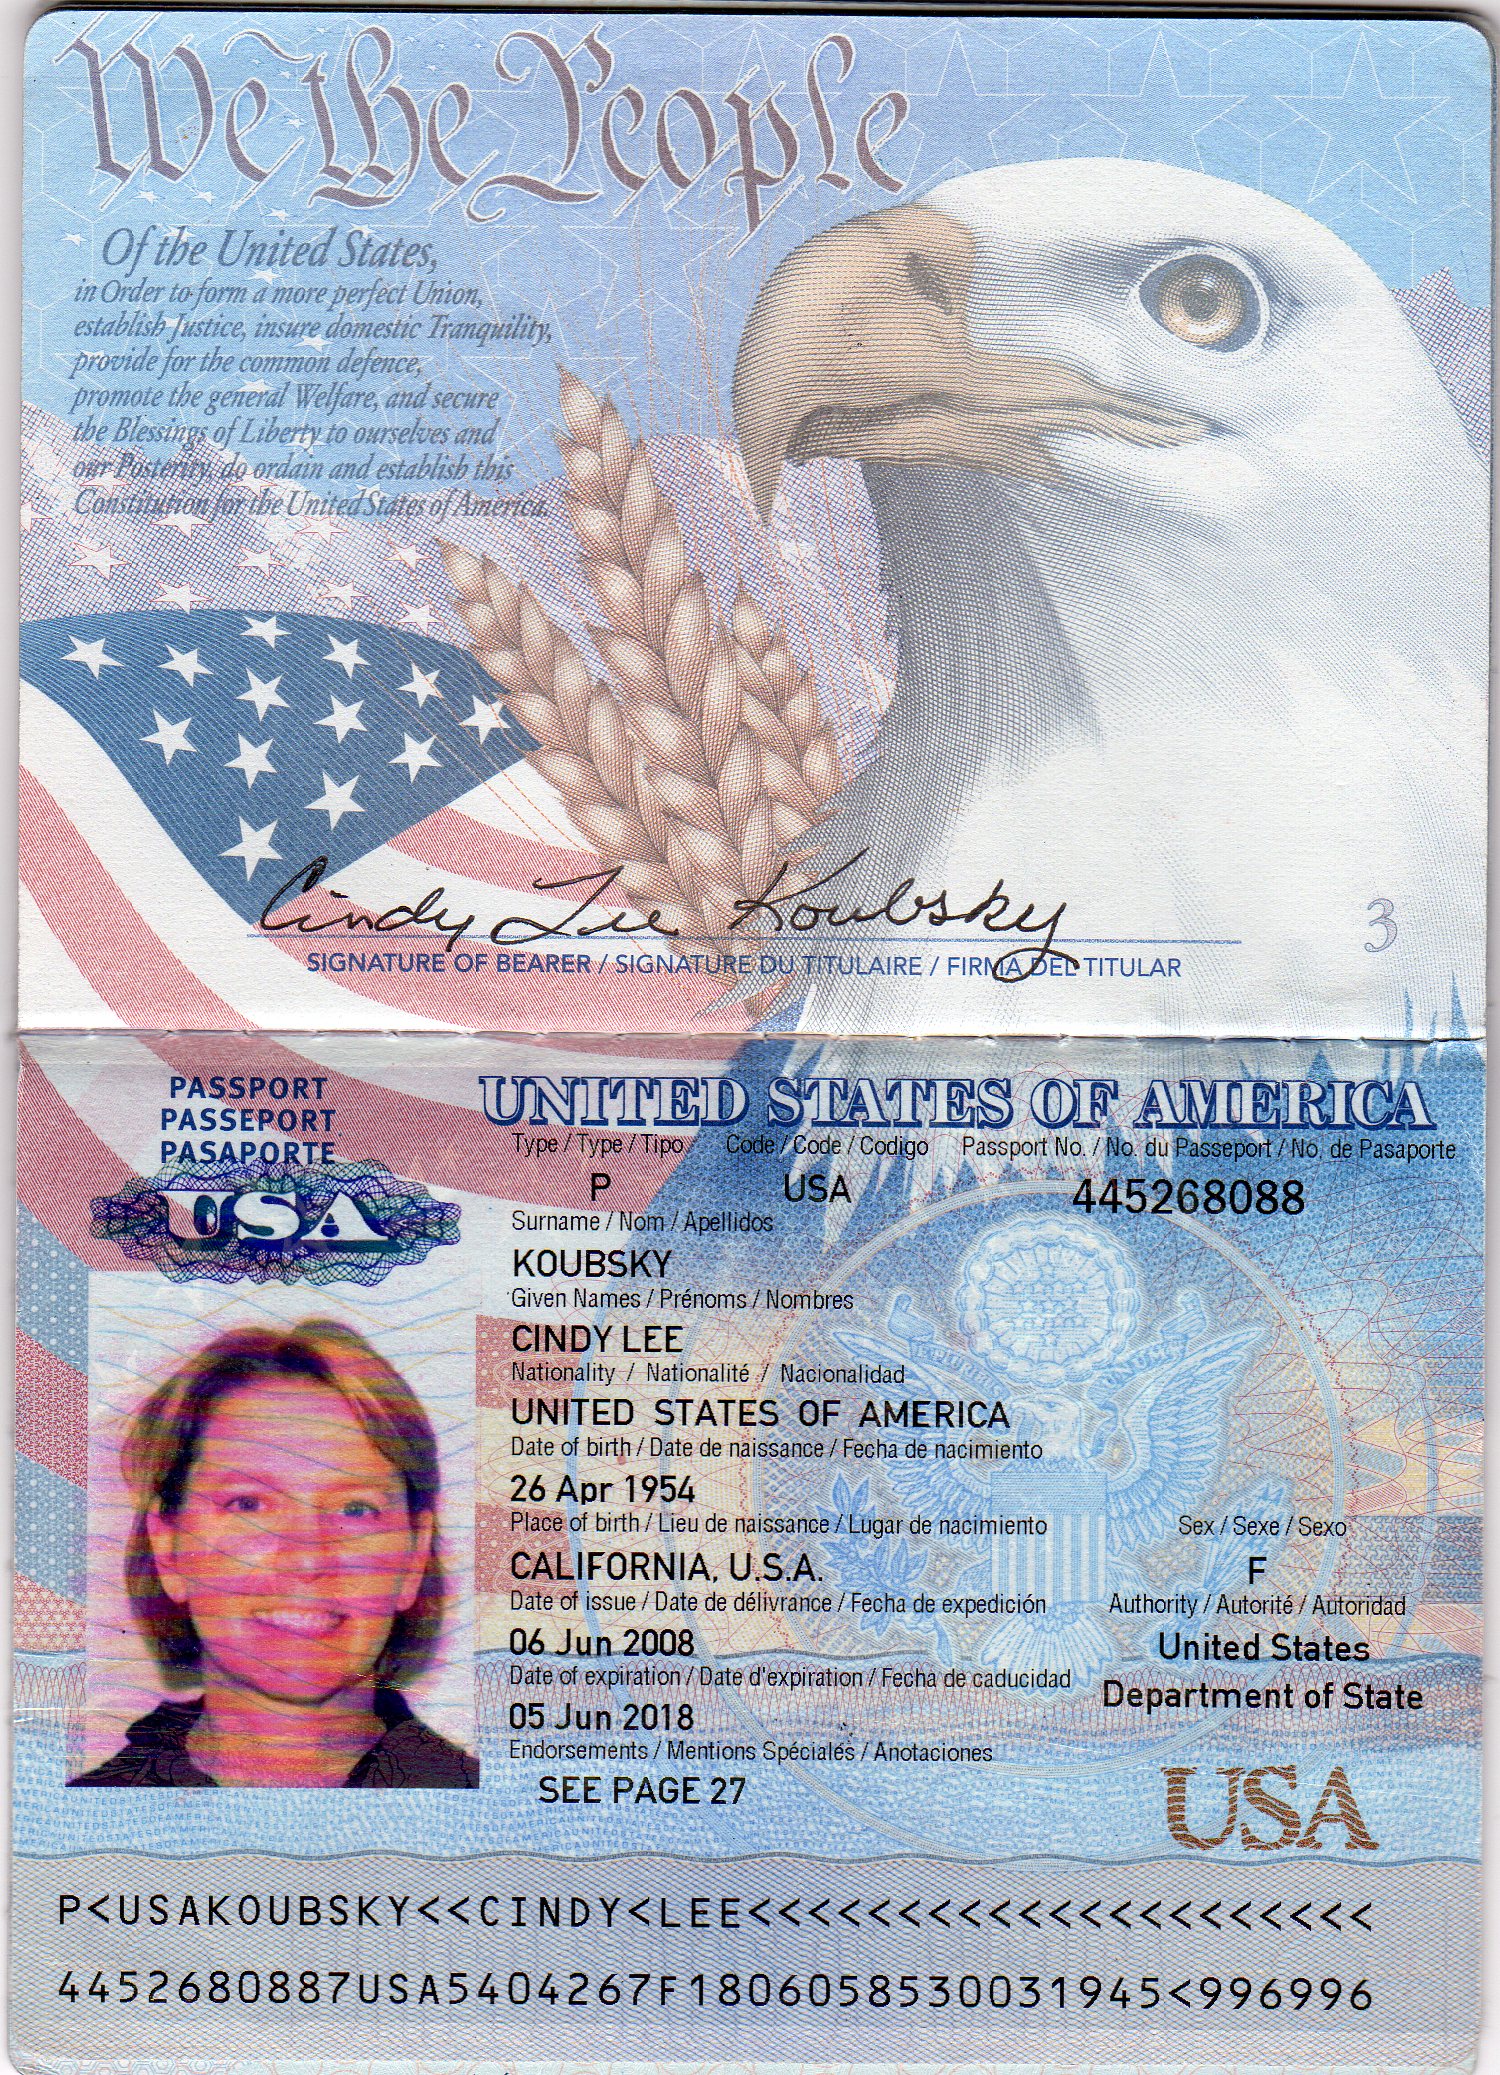 We the People
Of the United States,
in Order to form a more perfect Union,
establish Justice, insure domestic Tranquility,
provide for the common defence,
promote the general Welfare, and secure
the Blessings of Liberty to ourselves and
our Posterity, do ordain and establish this
Constitution for the United States of America.
Cindy Lee Koubsky
SIGNATURE OF BEARER / SIGNATURE DU TITULAIRE / FIRMA DEL TITULAR
3
PASSPORT
PASSEPORT
PASAPORTE
USA
UNITED STATES OF AMERICA
Type / Type / Tipo Code / Code / Codigo Passport No. / No. du Passeport / No. de Pasaporte
P USA 445268088
Surname / Nom / Apellidos
KOUBSKY
Given Names / Prénoms / Nombres
CINDY LEE
Nationality / Nationalité / Nacionalidad
UNITED STATES OF AMERICA
Date of birth / Date de naissance / Fecha de nacimiento
26 Apr 1954
Place of birth / Lieu de naissance / Lugar de nacimiento Sex / Sexe / Sexo
CALIFORNIA, U.S.A. F
Date of issue / Date de délivrance / Fecha de expedición Authority / Autorité / Autoridad
06 Jun 2008 United States
Date of expiration / Date d'expiration / Fecha de caducidad Department of State
05 Jun 2018
Endorsements / Mentions Spéciales / Anotaciones
SEE PAGE 27
USA
P<USAKOUBSKY<<CINDY<LEE<<<<<<<<<<<<<<<<<<<<<
4452680887USA5404267F1806058530031945<996996